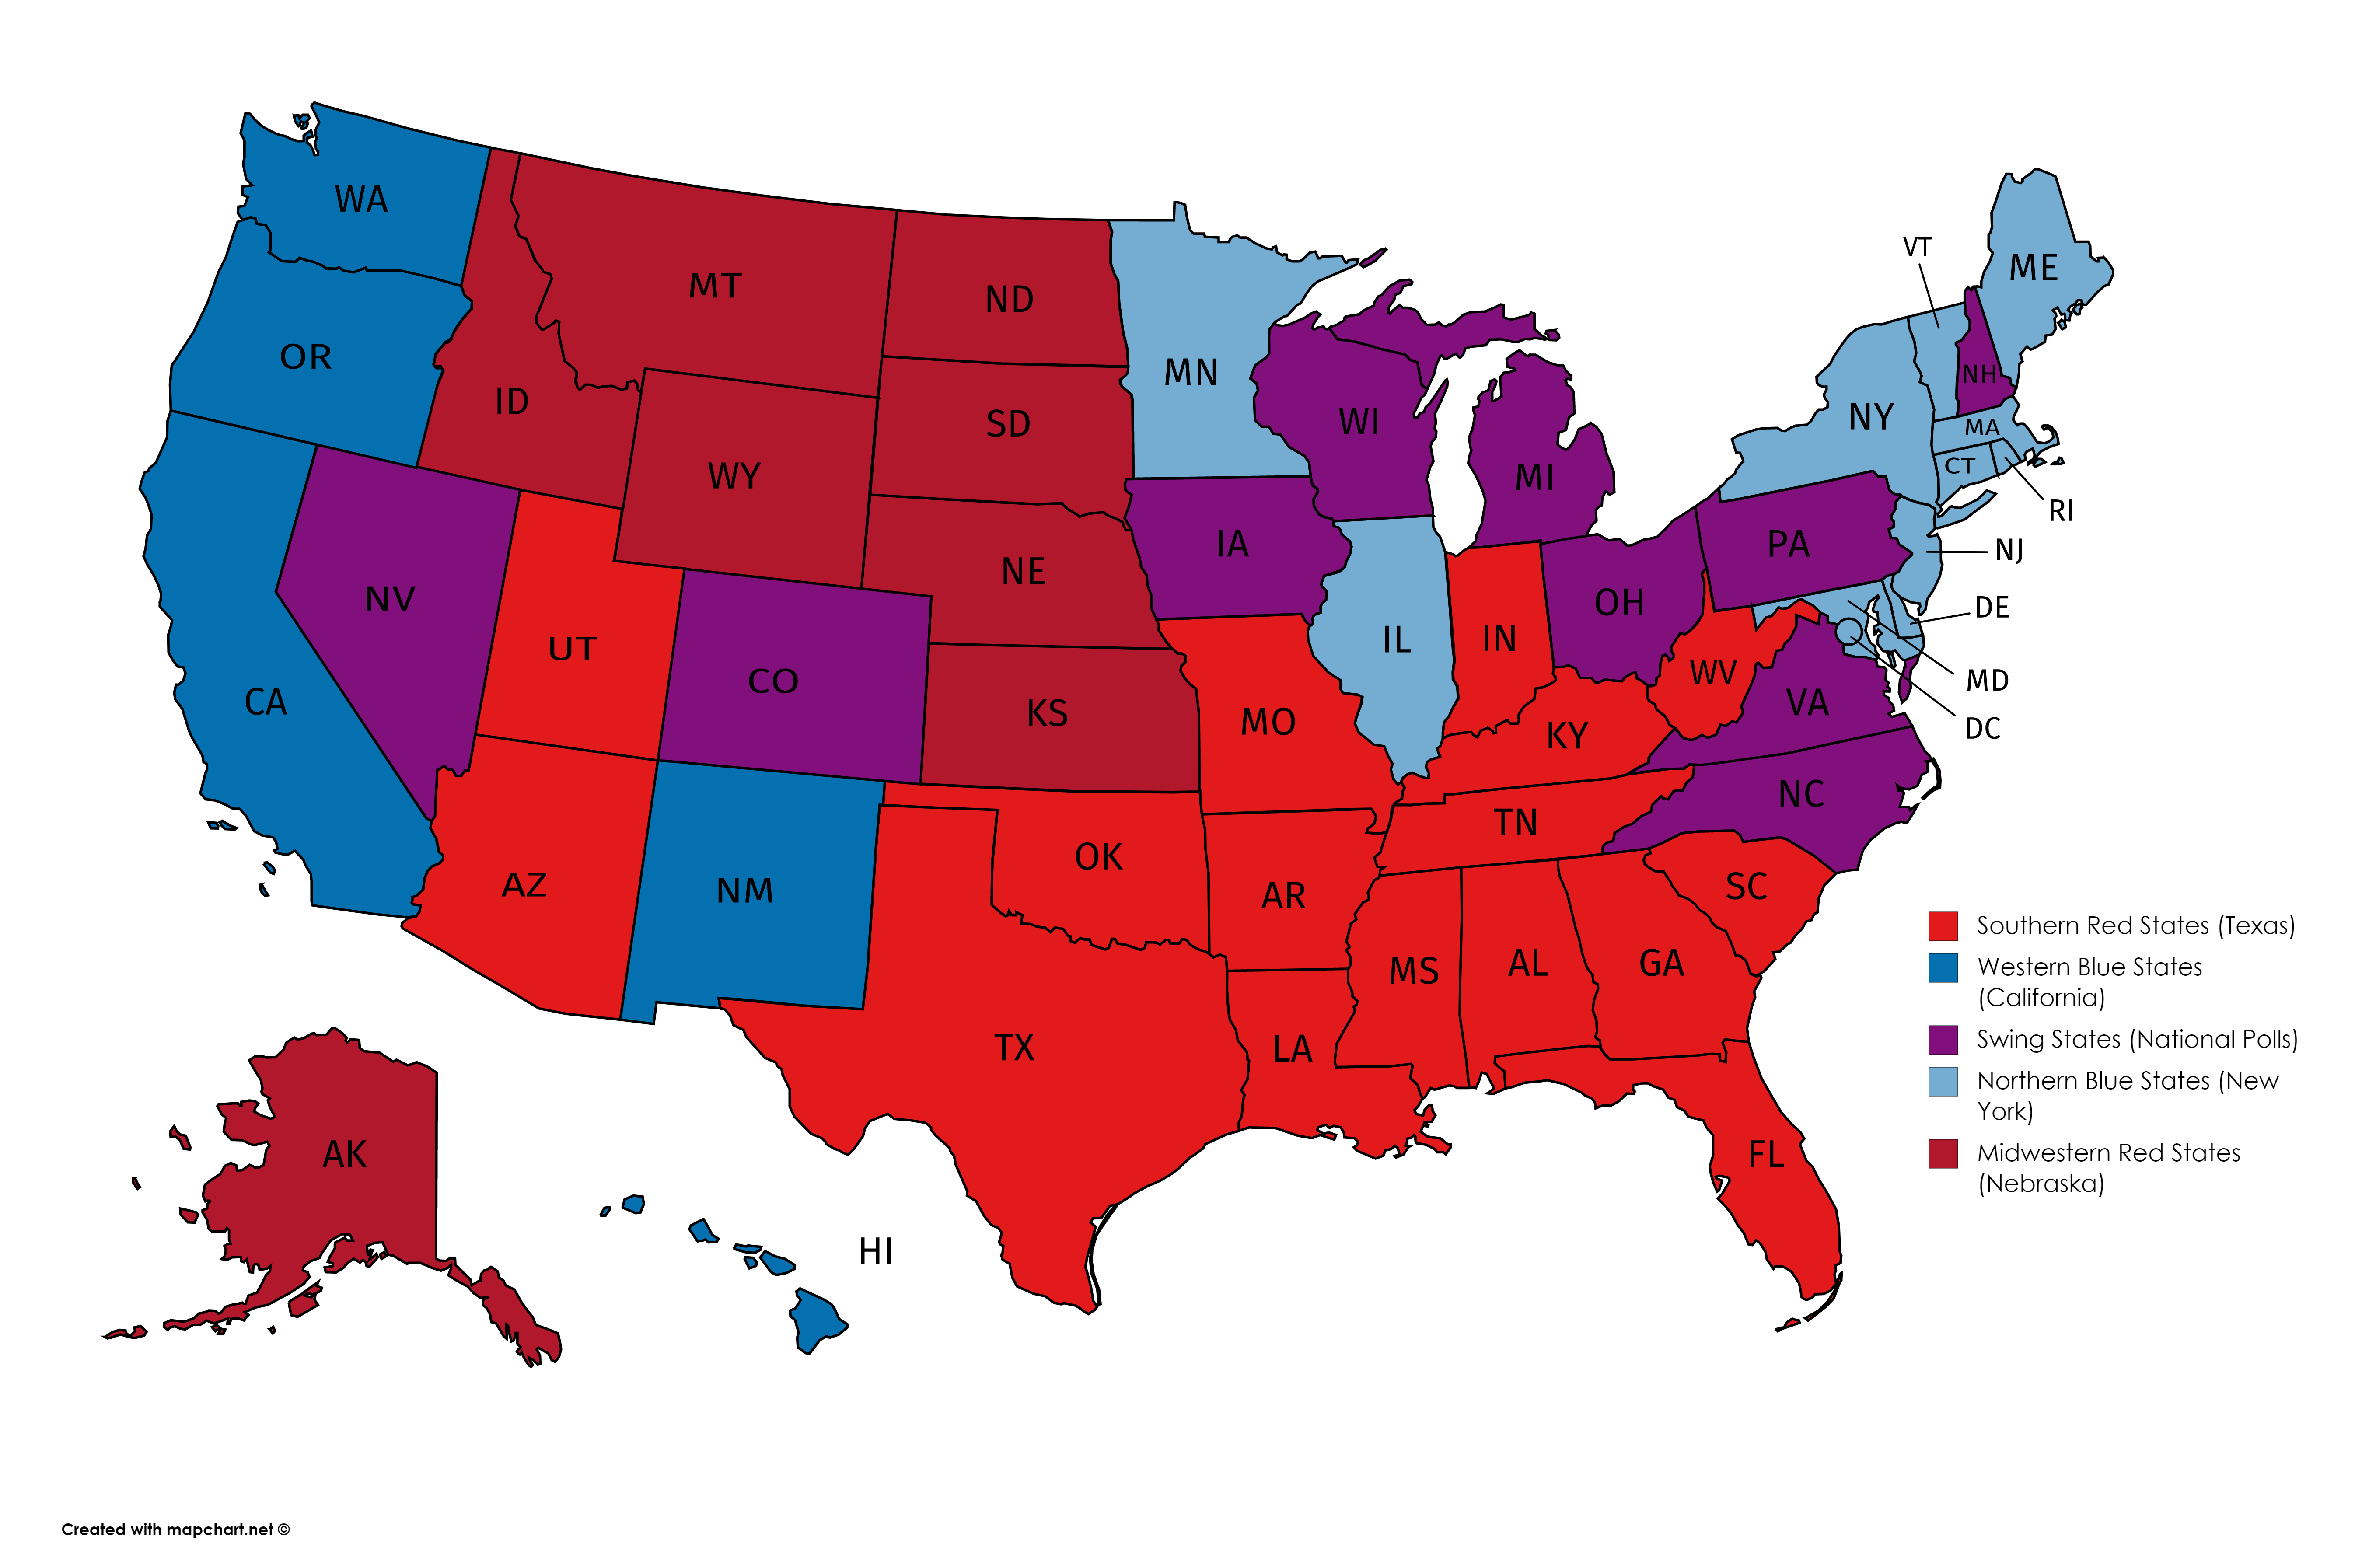 WA
OR
CA
NV
ID
MT
WY
UT
CO
AZ
NM
ND
SD
NE
KS
OK
TX
MN
IA
MO
AR
LA
WI
IL
MI
IN
OH
KY
TN
MS
AL
GA
FL
SC
NC
VA
WV
PA
NY
VT
NH
ME
MA
CT
RI
NJ
DE
MD
DC
AK
HI
Southern Red States (Texas)
Western Blue States
(California)
Swing States (National Polls)
Northern Blue States (New
York)
Midwestern Red States
(Nebraska)
Created with mapchart.net ©